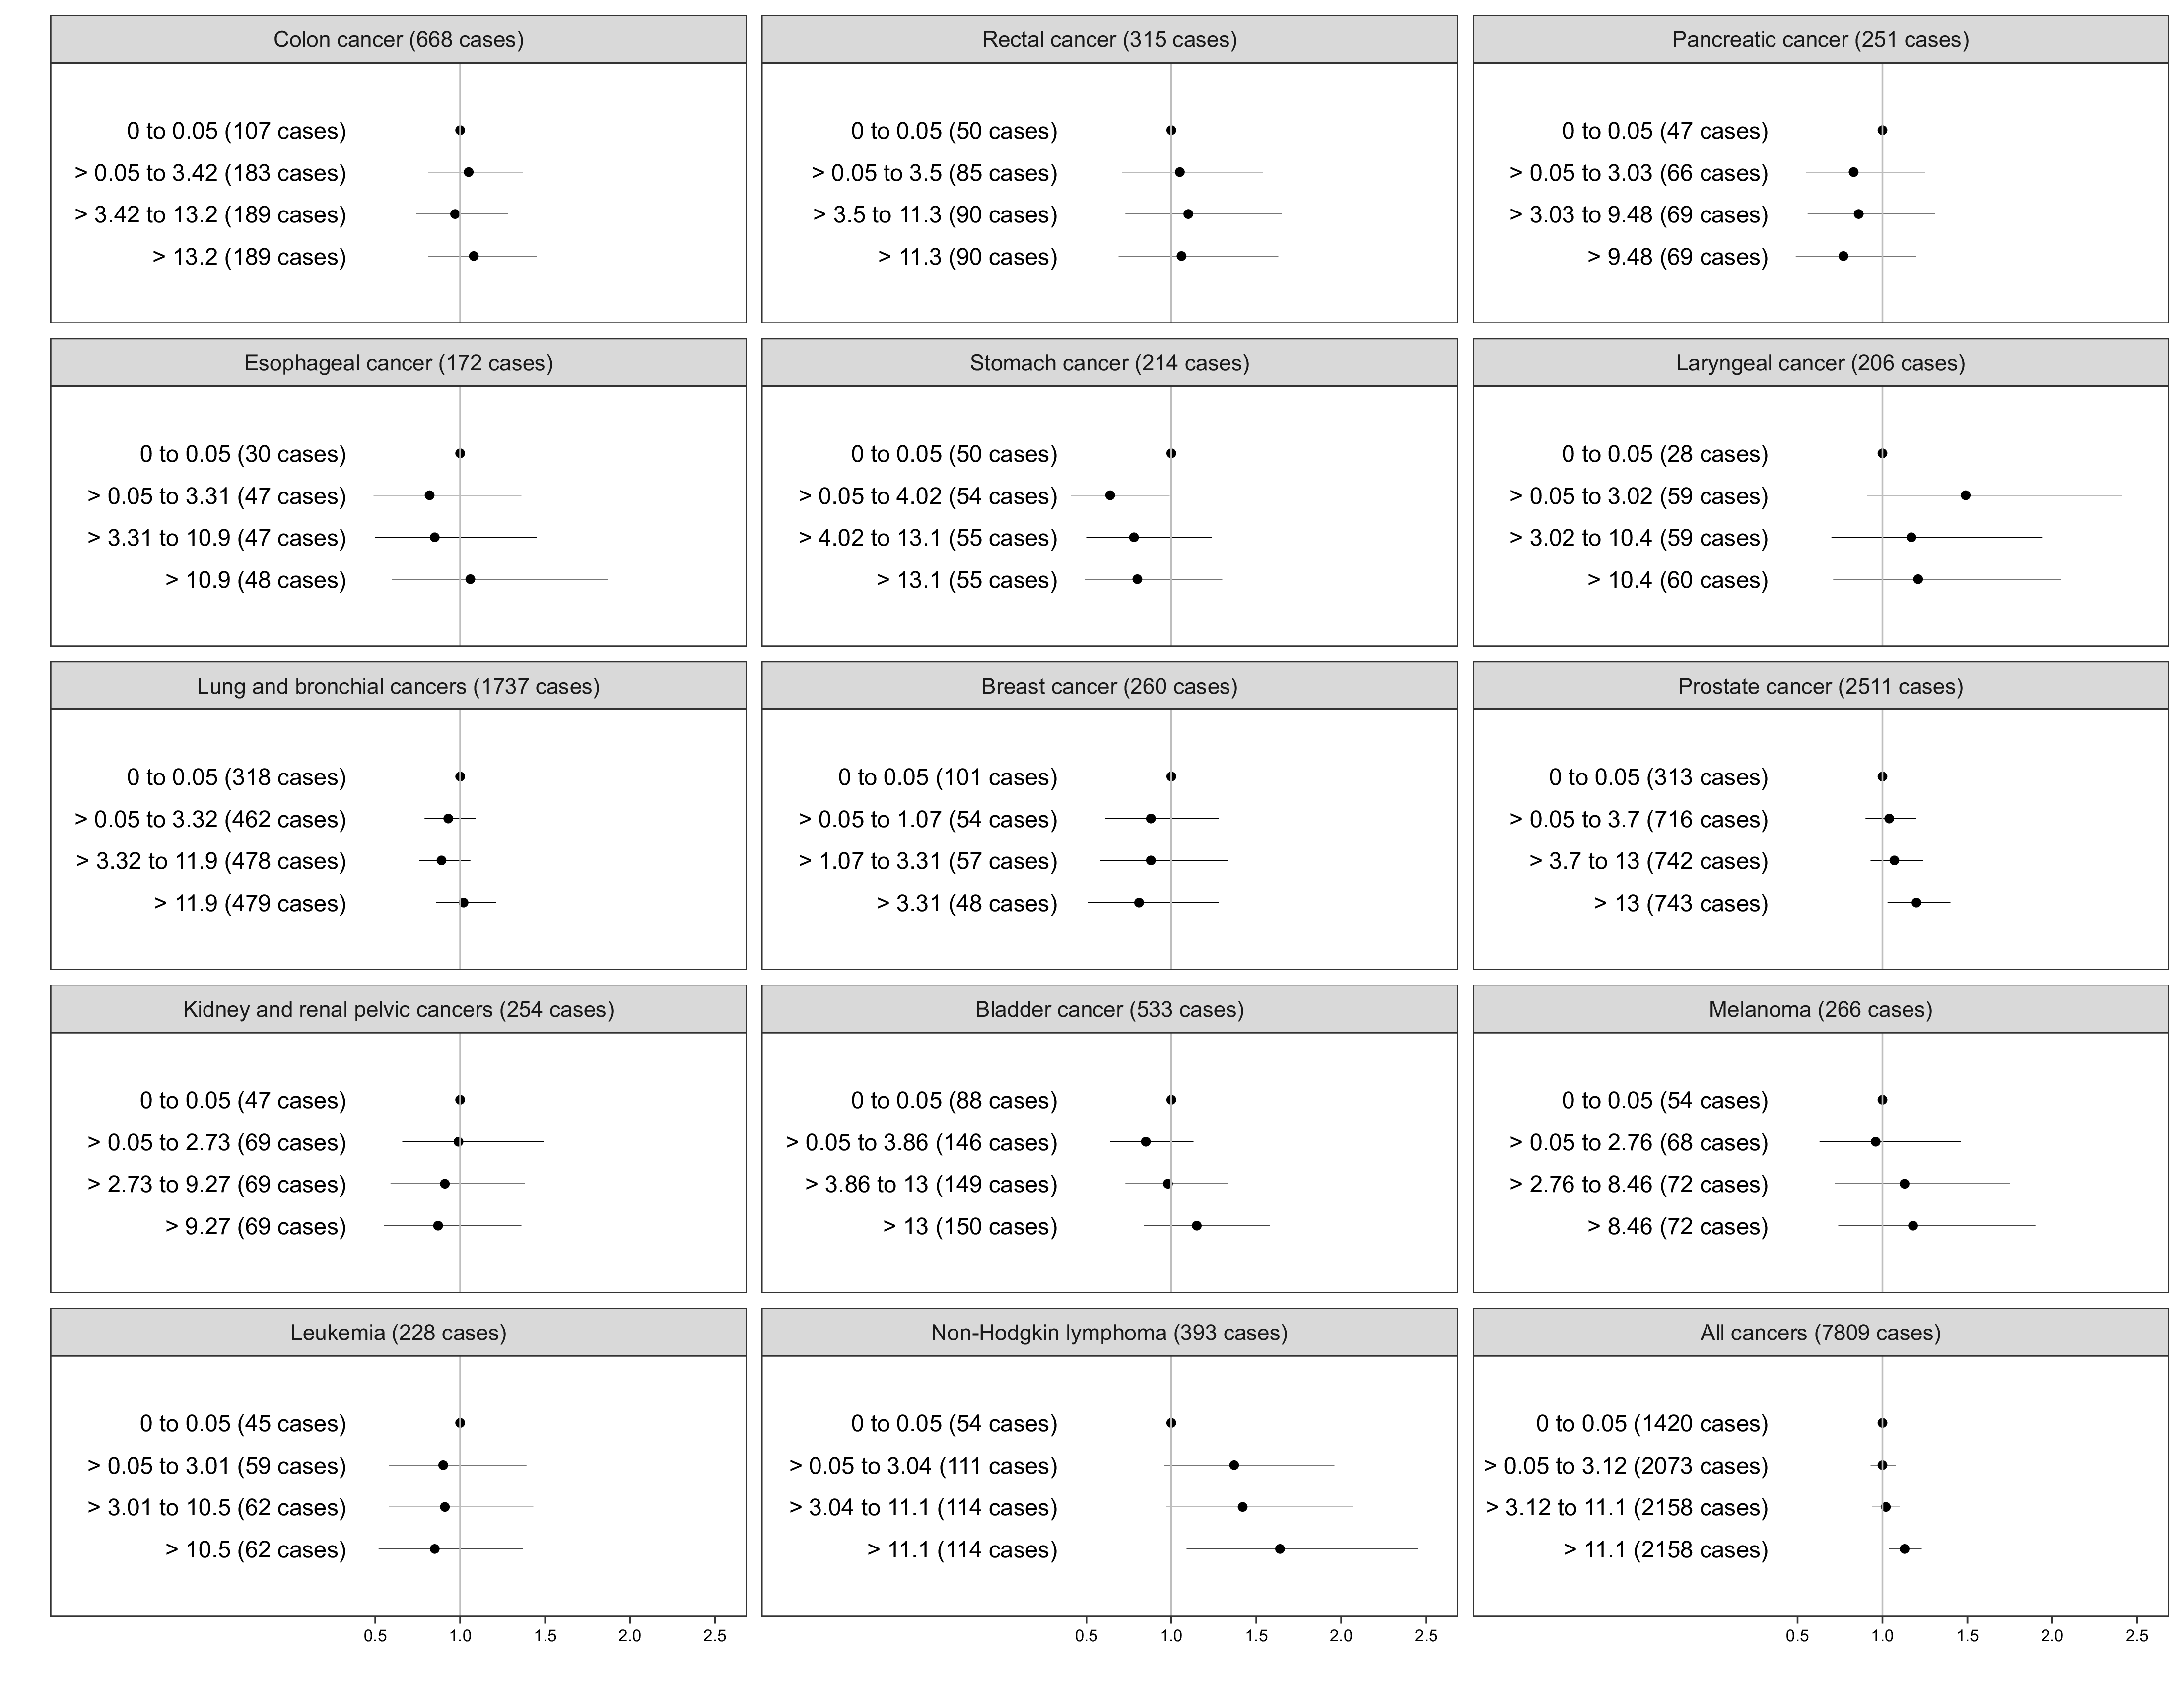 Colon cancer (668 cases)
0 to 0.05 (107 cases)
> 0.05 to 3.42 (183 cases)
> 3.42 to 13.2 (189 cases)
> 13.2 (189 cases)
Rectal cancer (315 cases)
0 to 0.05 (50 cases)
> 0.05 to 3.5 (85 cases)
> 3.5 to 11.3 (90 cases)
> 11.3 (90 cases)
Pancreatic cancer (251 cases)
0 to 0.05 (47 cases)
> 0.05 to 3.03 (66 cases)
> 3.03 to 9.48 (69 cases)
> 9.48 (69 cases)
Esophageal cancer (172 cases)
0 to 0.05 (30 cases)
> 0.05 to 3.31 (47 cases)
> 3.31 to 10.9 (47 cases)
> 10.9 (48 cases)
Stomach cancer (214 cases)
0 to 0.05 (50 cases)
> 0.05 to 4.02 (54 cases)
> 4.02 to 13.1 (55 cases)
> 13.1 (55 cases)
Laryngeal cancer (206 cases)
0 to 0.05 (28 cases)
> 0.05 to 3.02 (59 cases)
> 3.02 to 10.4 (59 cases)
> 10.4 (60 cases)
Lung and bronchial cancers (1737 cases)
0 to 0.05 (318 cases)
> 0.05 to 3.32 (462 cases)
> 3.32 to 11.9 (478 cases)
> 11.9 (479 cases)
Breast cancer (260 cases)
0 to 0.05 (101 cases)
> 0.05 to 1.07 (54 cases)
> 1.07 to 3.31 (57 cases)
> 3.31 (48 cases)
Prostate cancer (2511 cases)
0 to 0.05 (313 cases)
> 0.05 to 3.7 (716 cases)
> 3.7 to 13 (742 cases)
> 13 (743 cases)
Kidney and renal pelvic cancers (254 cases)
0 to 0.05 (47 cases)
> 0.05 to 2.73 (69 cases)
> 2.73 to 9.27 (69 cases)
> 9.27 (69 cases)
Bladder cancer (533 cases)
0 to 0.05 (88 cases)
> 0.05 to 3.86 (146 cases)
> 3.86 to 13 (149 cases)
> 13 (150 cases)
Melanoma (266 cases)
0 to 0.05 (54 cases)
> 0.05 to 2.76 (68 cases)
> 2.76 to 8.46 (72 cases)
> 8.46 (72 cases)
Leukemia (228 cases)
0 to 0.05 (45 cases)
> 0.05 to 3.01 (59 cases)
> 3.01 to 10.5 (62 cases)
> 10.5 (62 cases)
Non-Hodgkin lymphoma (393 cases)
0 to 0.05 (54 cases)
> 0.05 to 3.04 (111 cases)
> 3.04 to 11.1 (114 cases)
> 11.1 (114 cases)
All cancers (7809 cases)
0 to 0.05 (1420 cases)
> 0.05 to 3.12 (2073 cases)
> 3.12 to 11.1 (2158 cases)
> 11.1 (2158 cases)
0.5 1.0 1.5 2.0 2.5
0.5 1.0 1.5 2.0 2.5
0.5 1.0 1.5 2.0 2.5